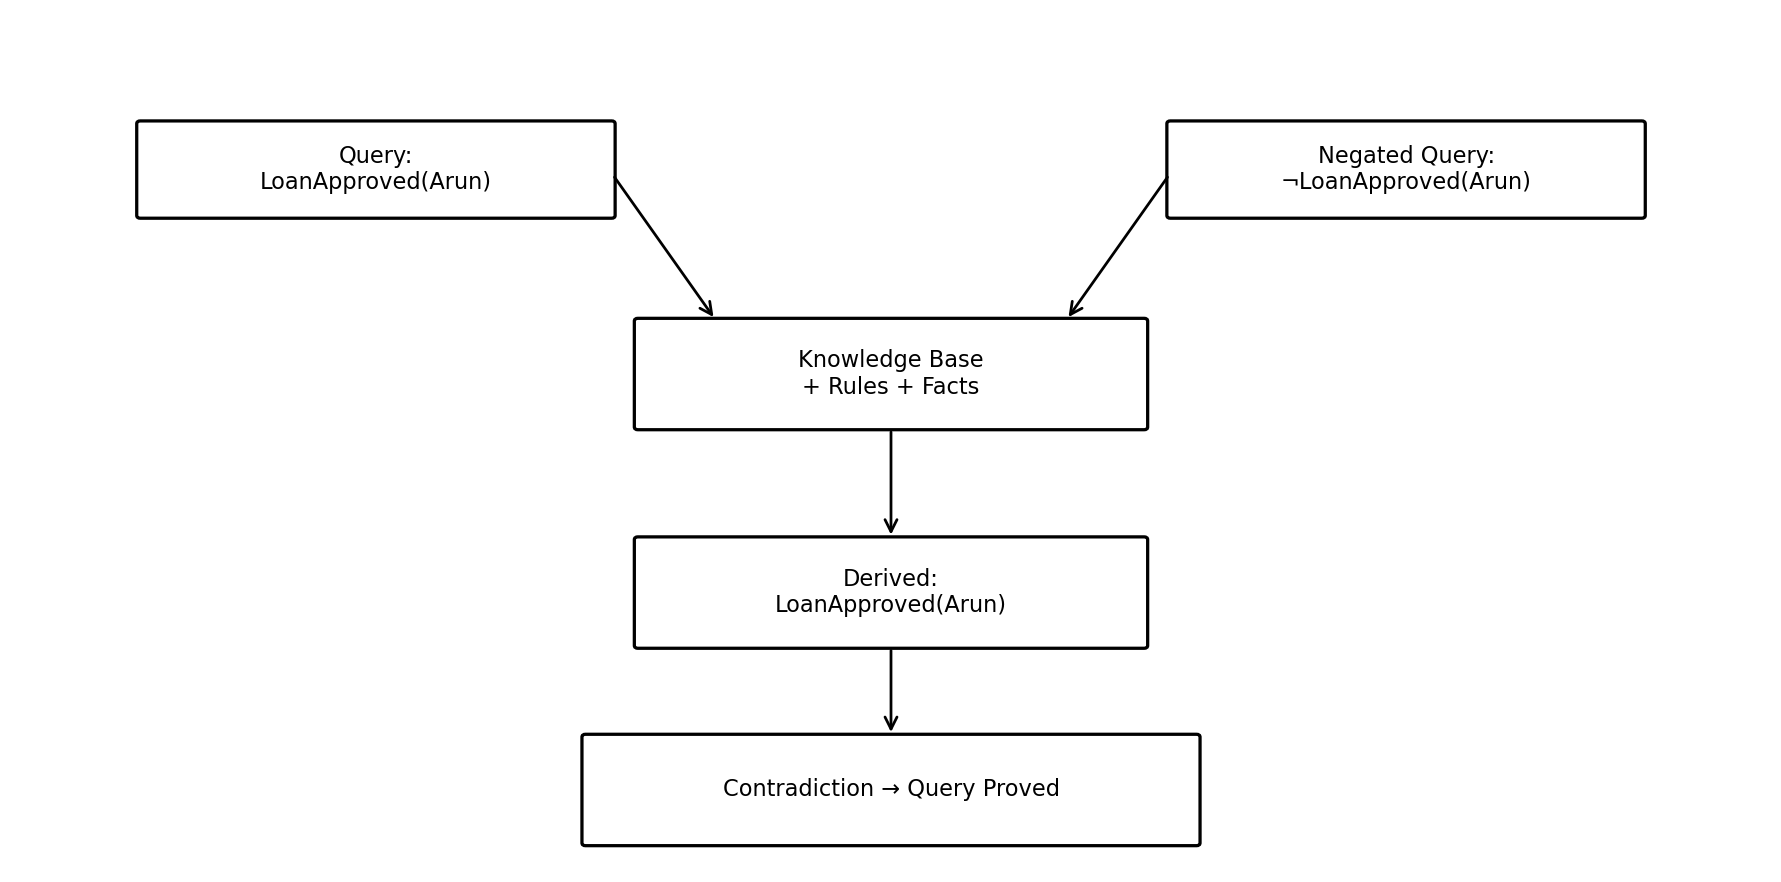 Query:
LoanApproved(Arun)
Negated Query:
¬LoanApproved(Arun)
Knowledge Base
+ Rules + Facts
Derived:
LoanApproved(Arun)
Contradiction → Query Proved